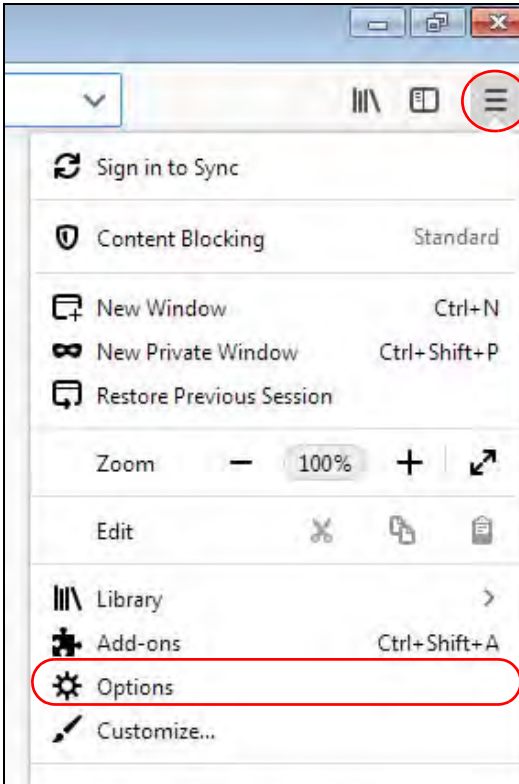 Sign in to Sync
Content Blocking Standard
New Window Ctrl+N
New Private Window Ctrl+Shift+P
Restore Previous Session
Zoom 100%
Edit
Library
Add-ons Ctrl+Shift+A
Options
Customize...